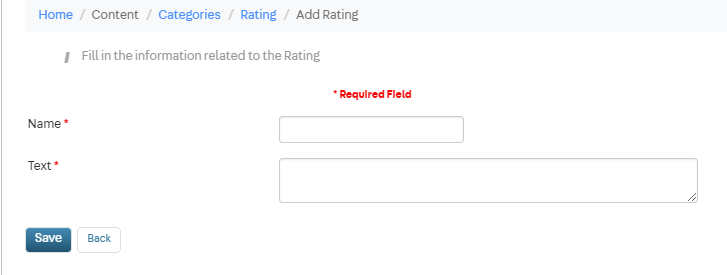 Home / Content / Categories / Rating / Add Rating
Fill in the information related to the Rating
* Required Field
Name *
Text *
Save Back